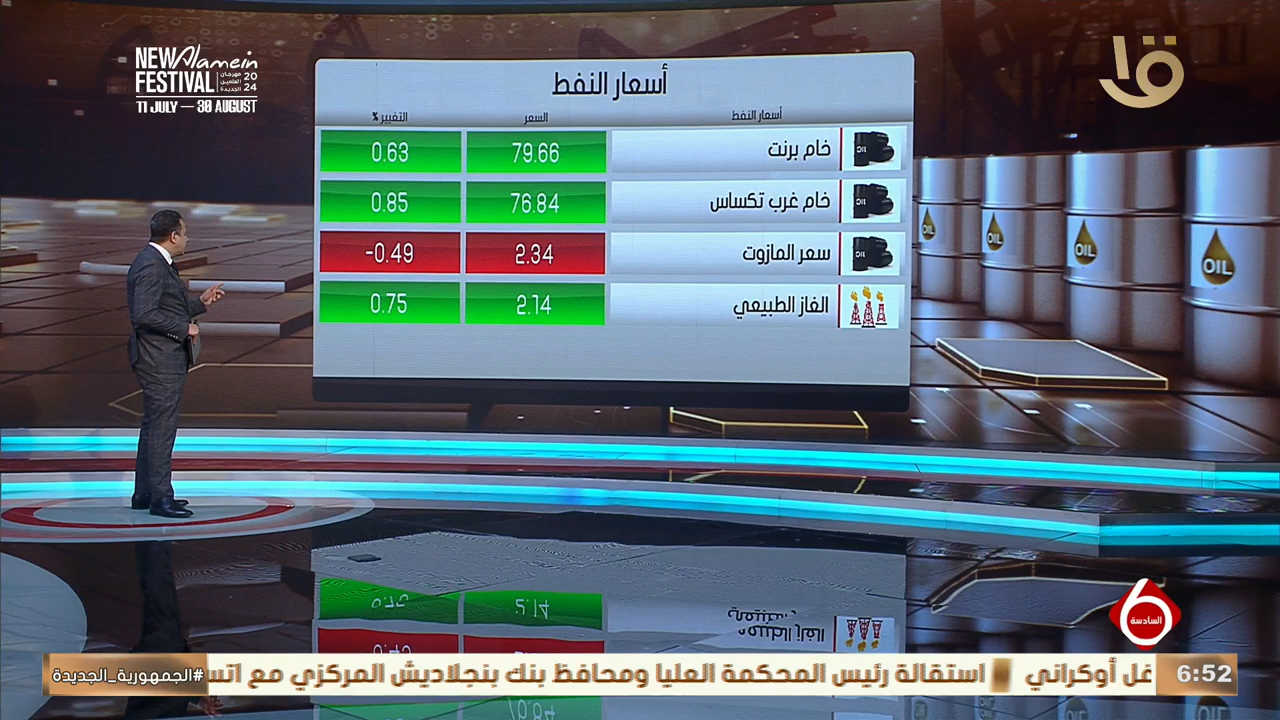 NEW Alamein
FESTIVAL مهرجان العلمين الجديدة 2024
11 JULY — 30 AUGUST
أسعار النفط
أسعار النفط السعر التغيير %
خام برنت 79.66 0.63
خام غرب تكساس 76.84 0.85
سعر المازوت 2.34 -0.49
الغاز الطبيعي 2.14 0.75
OIL
OIL
OIL
OIL
6
السادسة
6:52 غل أوكراني استقالة رئيس المحكمة العليا ومحافظ بنك بنجلاديش المركزي مع اتس #الجمهورية_الجديدة